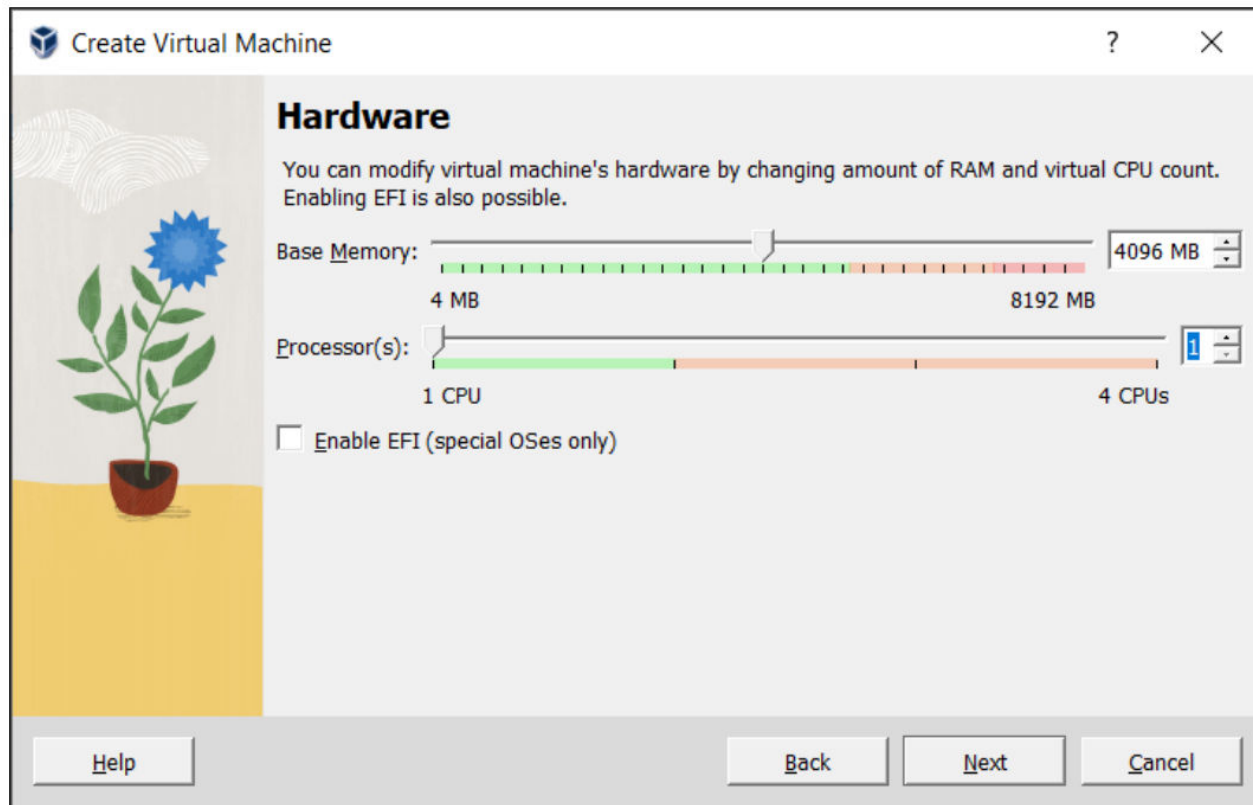 Create Virtual Machine ?
Hardware
You can modify virtual machine's hardware by changing amount of RAM and virtual CPU count.
Enabling EFI is also possible.
Base Memory: 4096 MB
4 MB 8192 MB
Processor(s): 1
1 CPU 4 CPUs
Enable EFI (special OSes only)
Help Back Next Cancel